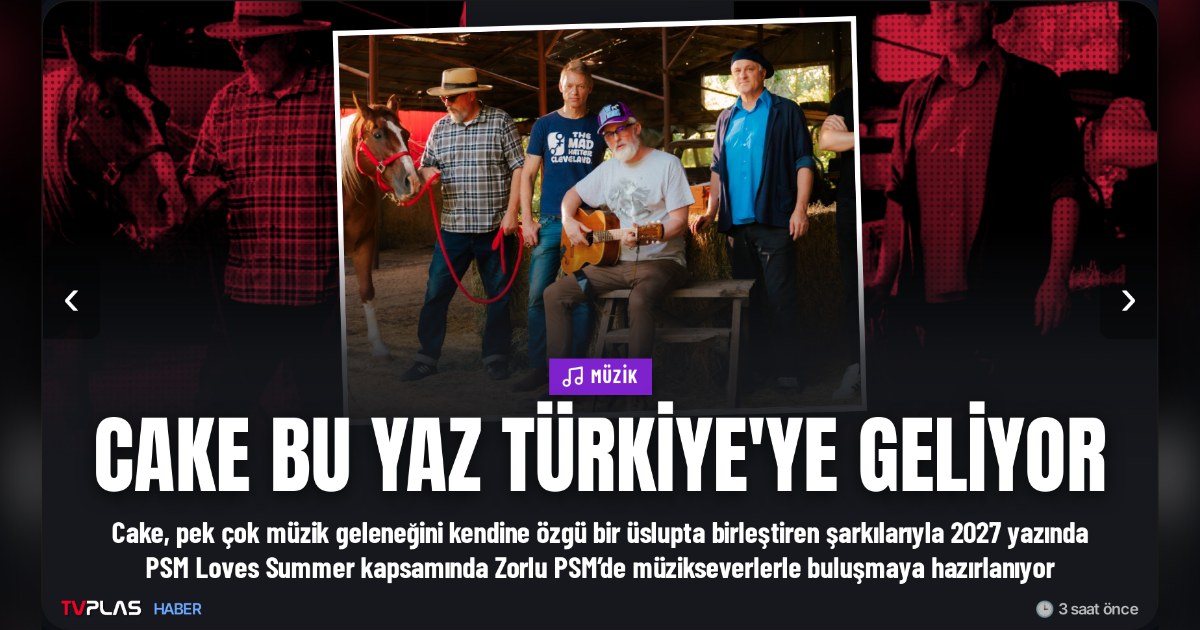 THE
MAD
HATTER
CLEVELAND.
MÜZİK
CAKE BU YAZ TÜRKİYE'YE GELİYOR
Cake, pek çok müzik geleneğini kendine özgü bir üslupta birleştiren şarkılarıyla 2027 yazında
PSM Loves Summer kapsamında Zorlu PSM’de müzikseverlerle buluşmaya hazırlanıyor
TVPLAS HABER
3 saat önce